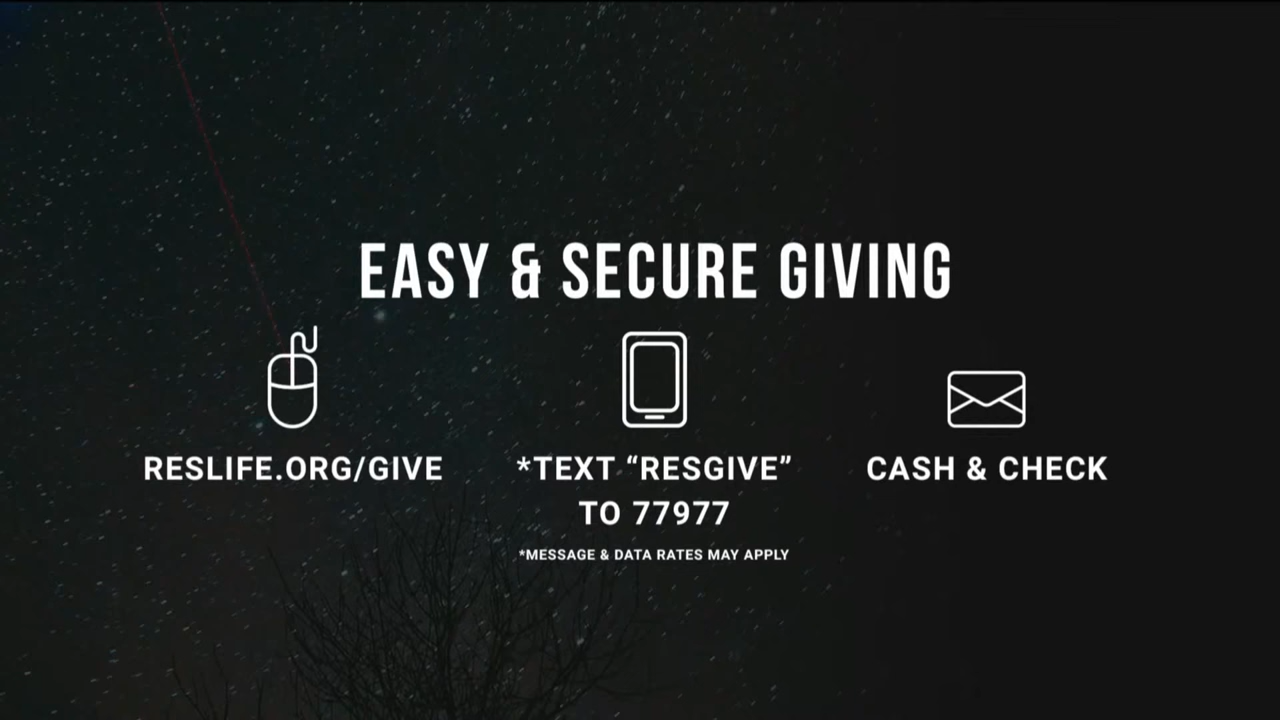 EASY & SECURE GIVING
RESLIFE.ORG/GIVE
*TEXT “RESGIVE”
TO 77977
*MESSAGE & DATA RATES MAY APPLY
CASH & CHECK